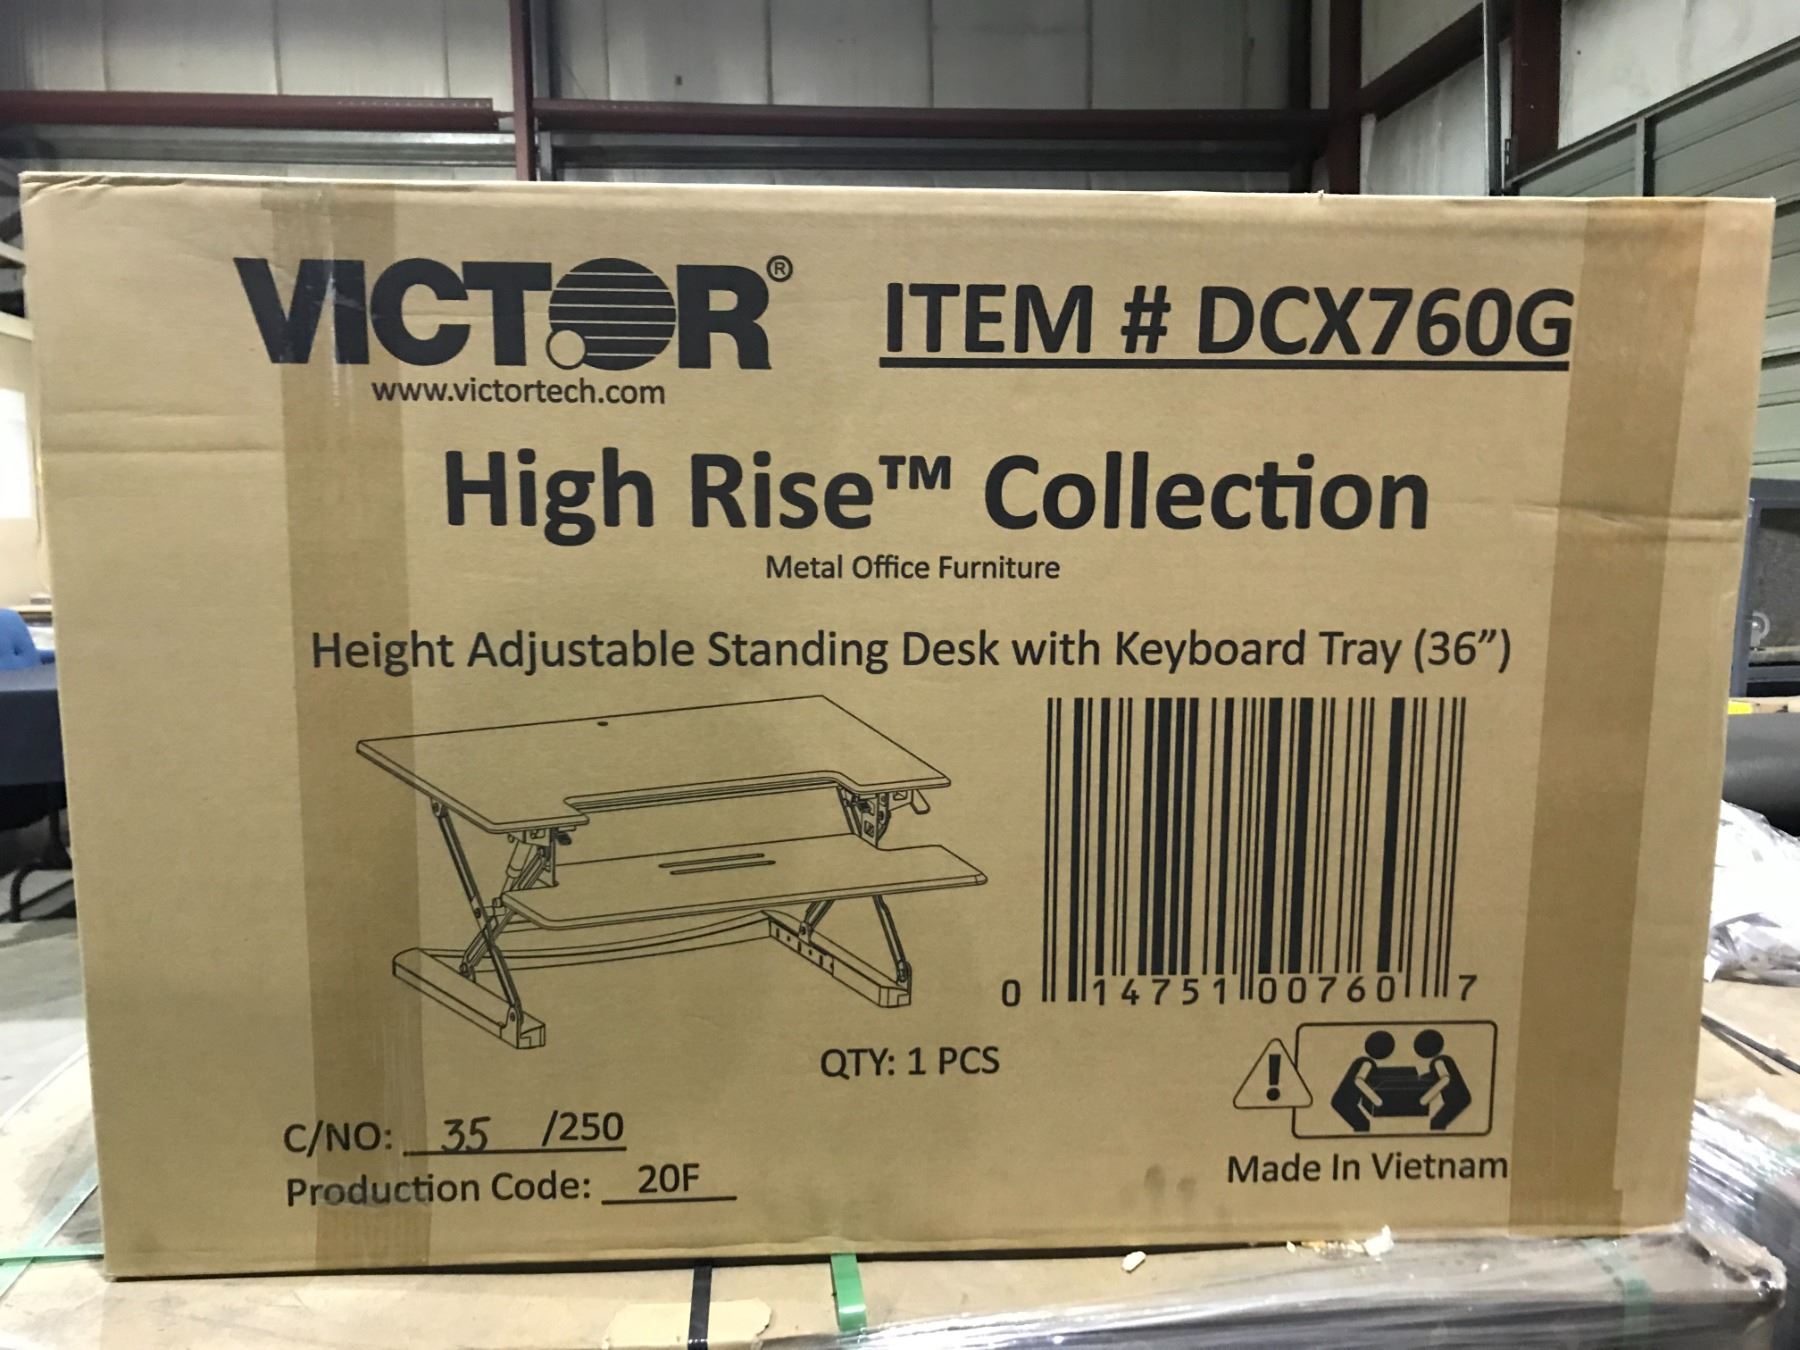 VICTOR®
www.victortech.com
ITEM # DCX760G
High Rise™ Collection
Metal Office Furniture
Height Adjustable Standing Desk with Keyboard Tray (36”)
0 14751 00760 7
QTY: 1 PCS
C/NO: 35 /250
Production Code: 20F
Made In Vietnam